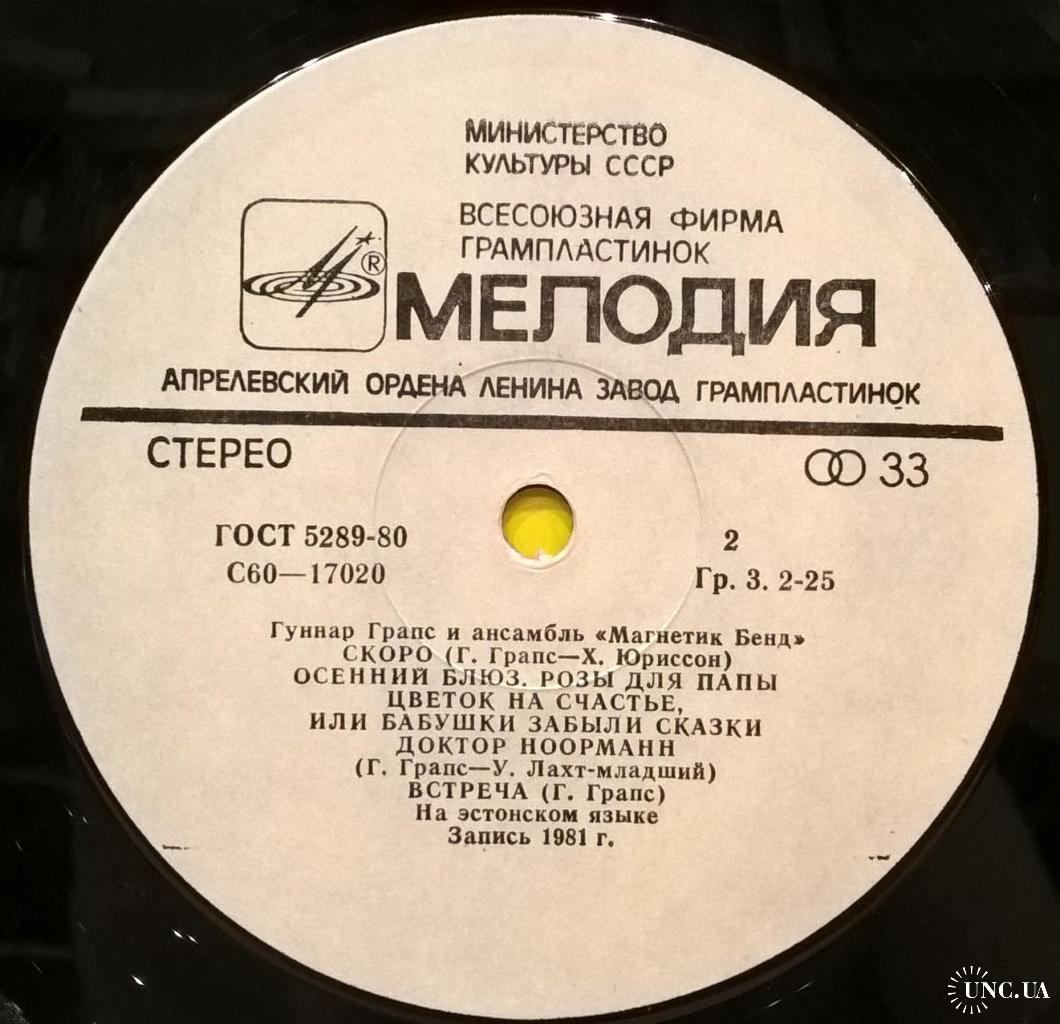 МИНИСТЕРСТВО
КУЛЬТУРЫ СССР
ВСЕСОЮЗНАЯ ФИРМА
ГРАМПЛАСТИНОК
®
МЕЛОДИЯ
АПРЕЛЕВСКИЙ ОРДЕНА ЛЕНИНА ЗАВОД ГРАМПЛАСТИНОК
СТЕРЕО
33
ГОСТ 5289-80
2
С60—17020
Гр. 3. 2-25
Гуннар Грапс и ансамбль «Магнетик Бенд»
СКОРО (Г. Грапс—Х. Юриссон)
ОСЕННИЙ БЛЮЗ. РОЗЫ ДЛЯ ПАПЫ
ЦВЕТОК НА СЧАСТЬЕ,
ИЛИ БАБУШКИ ЗАБЫЛИ СКАЗКИ
ДОКТОР НООРМАНН
(Г. Грапс—У. Лахт-младший)
ВСТРЕЧА (Г. Грапс)
На эстонском языке
Запись 1981 г.
UNC.UA